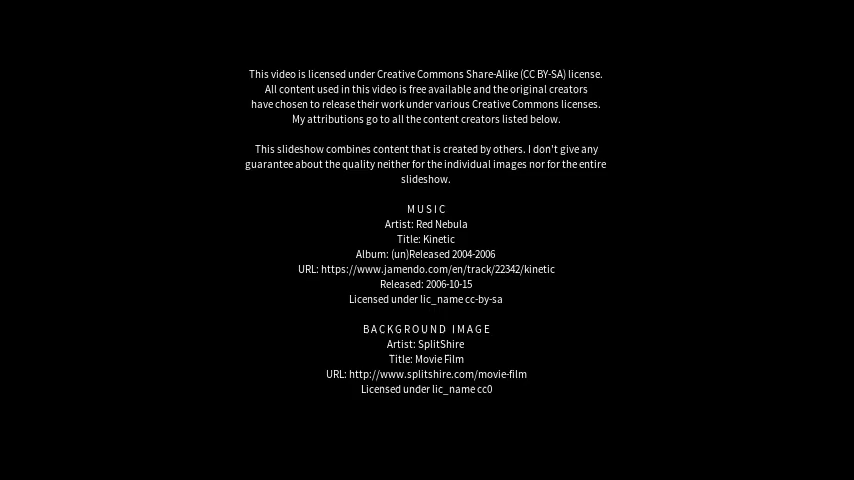 This video is licensed under Creative Commons Share-Alike (CC BY-SA) license.
All content used in this video is free available and the original creators
have chosen to release their work under various Creative Commons licenses.
My attributions go to all the content creators listed below.
This slideshow combines content that is created by others. I don't give any
guarantee about the quality neither for the individual images nor for the entire
slideshow.
MUSIC
Artist: Red Nebula
Title: Kinetic
Album: (un)Released 2004-2006
URL: https://www.jamendo.com/en/track/22342/kinetic
Released: 2006-10-15
Licensed under lic_name cc-by-sa
BACKGROUND IMAGE
Artist: SplitShire
Title: Movie Film
URL: http://www.splitshire.com/movie-film
Licensed under lic_name cc0